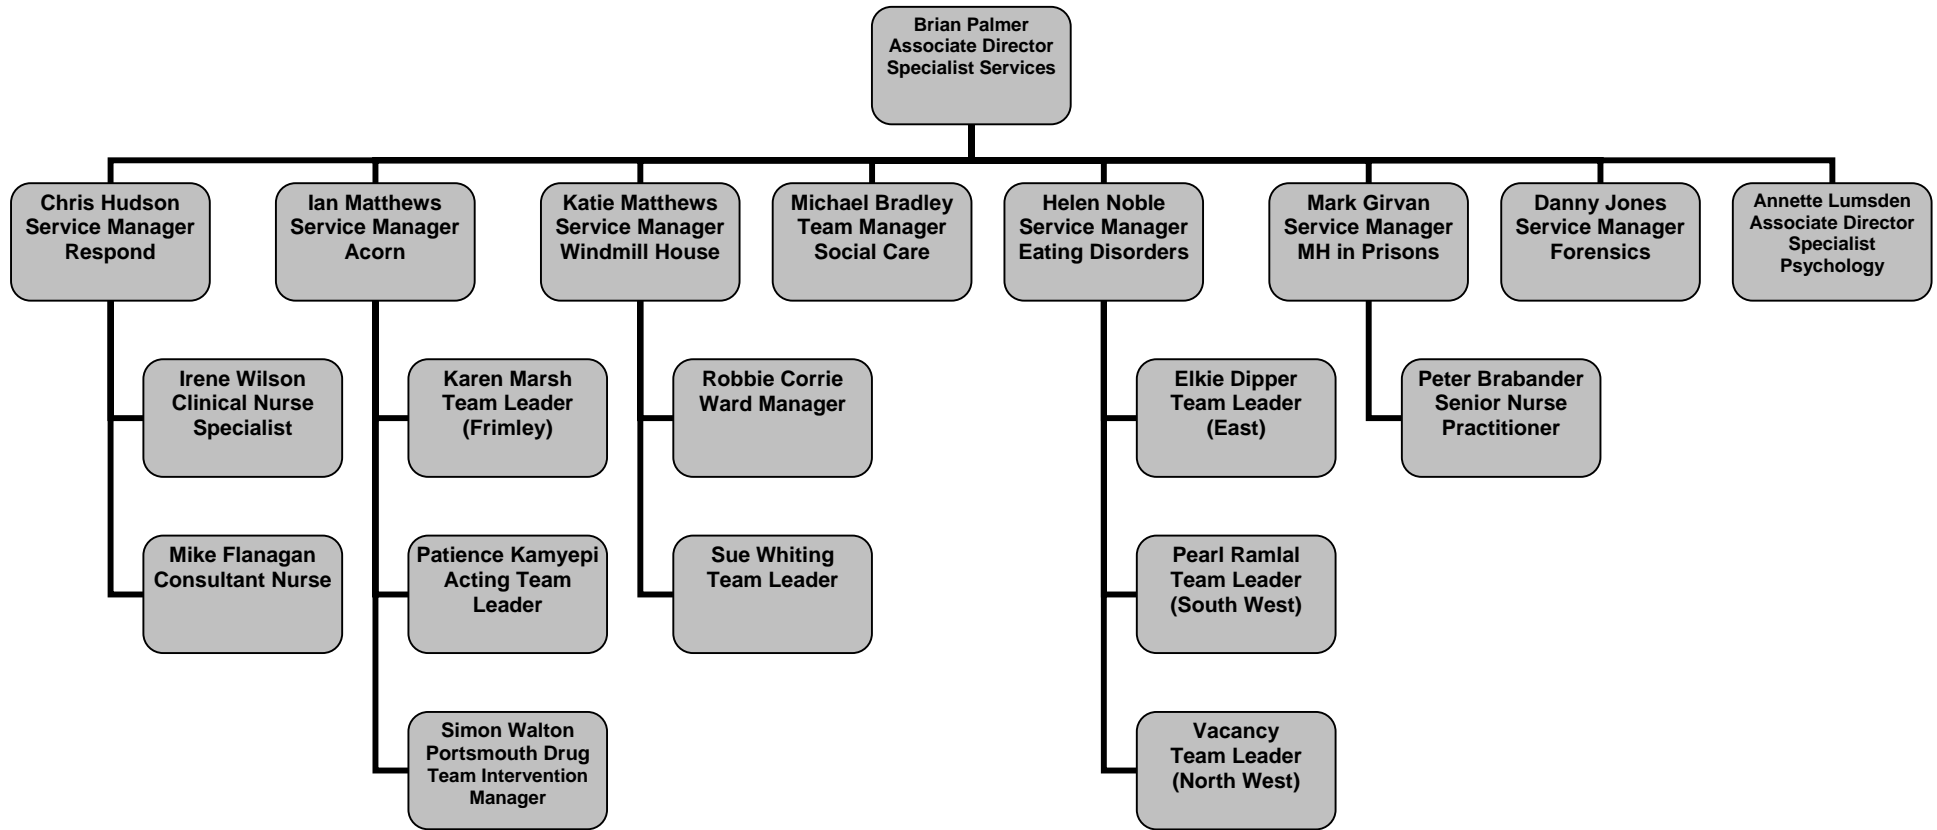 Brian Palmer
Associate Director
Specialist Services
Chris Hudson
Service Manager
Respond
Ian Matthews
Service Manager
Acorn
Katie Matthews
Service Manager
Windmill House
Michael Bradley
Team Manager
Social Care
Helen Noble
Service Manager
Eating Disorders
Mark Girvan
Service Manager
MH in Prisons
Danny Jones
Service Manager
Forensics
Annette Lumsden
Associate Director
Specialist
Psychology
Irene Wilson
Clinical Nurse
Specialist
Karen Marsh
Team Leader
(Frimley)
Robbie Corrie
Ward Manager
Elkie Dipper
Team Leader
(East)
Peter Brabander
Senior Nurse
Practitioner
Mike Flanagan
Consultant Nurse
Patience Kamyepi
Acting Team
Leader
Sue Whiting
Team Leader
Pearl Ramlal
Team Leader
(South West)
Simon Walton
Portsmouth Drug
Team Intervention
Manager
Vacancy
Team Leader
(North West)